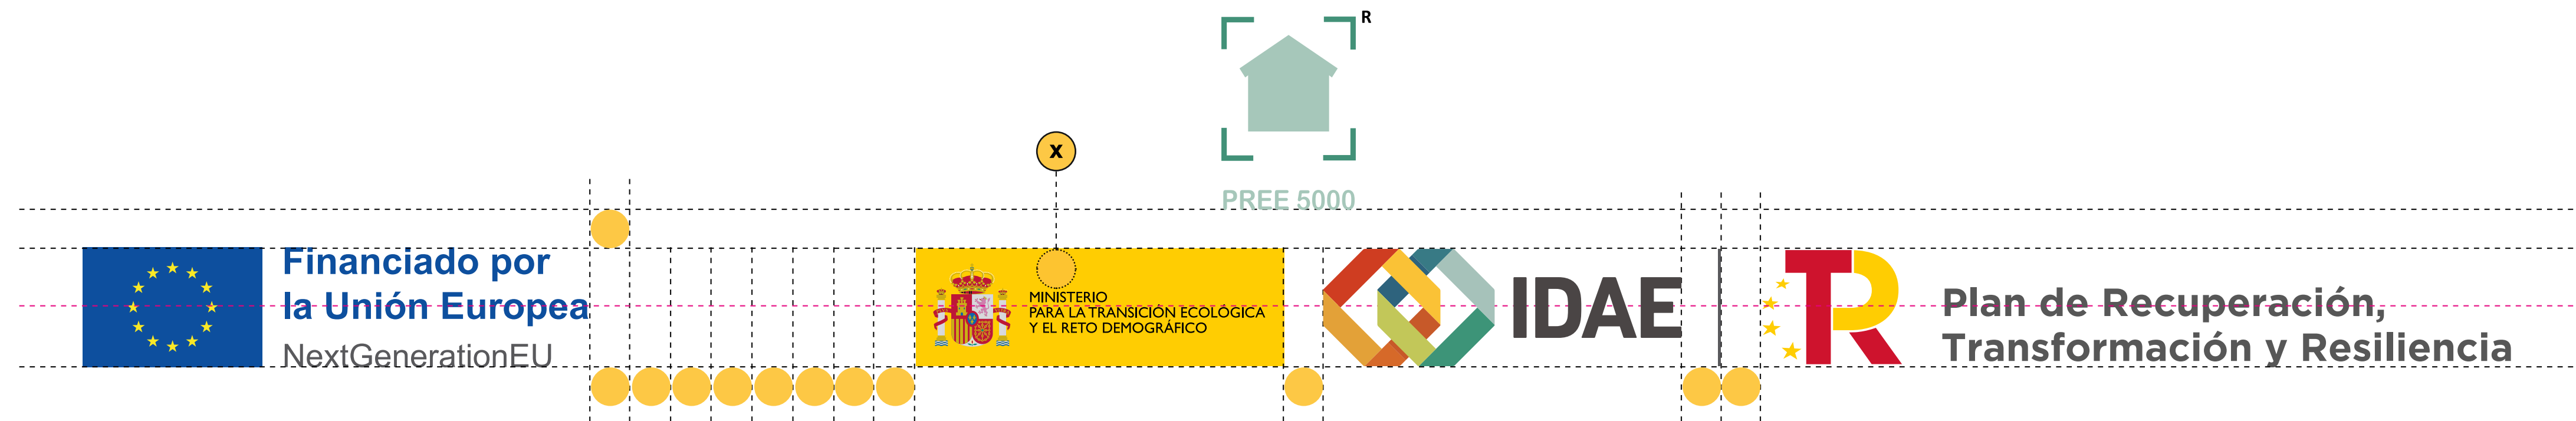 R
X
PREE 5000
Financiado por
la Unión Europea
NextGenerationEU
MINISTERIO
PARA LA TRANSICIÓN ECOLÓGICA
Y EL RETO DEMOGRÁFICO
IDAE
TR
Plan de Recuperación,
Transformación y Resiliencia